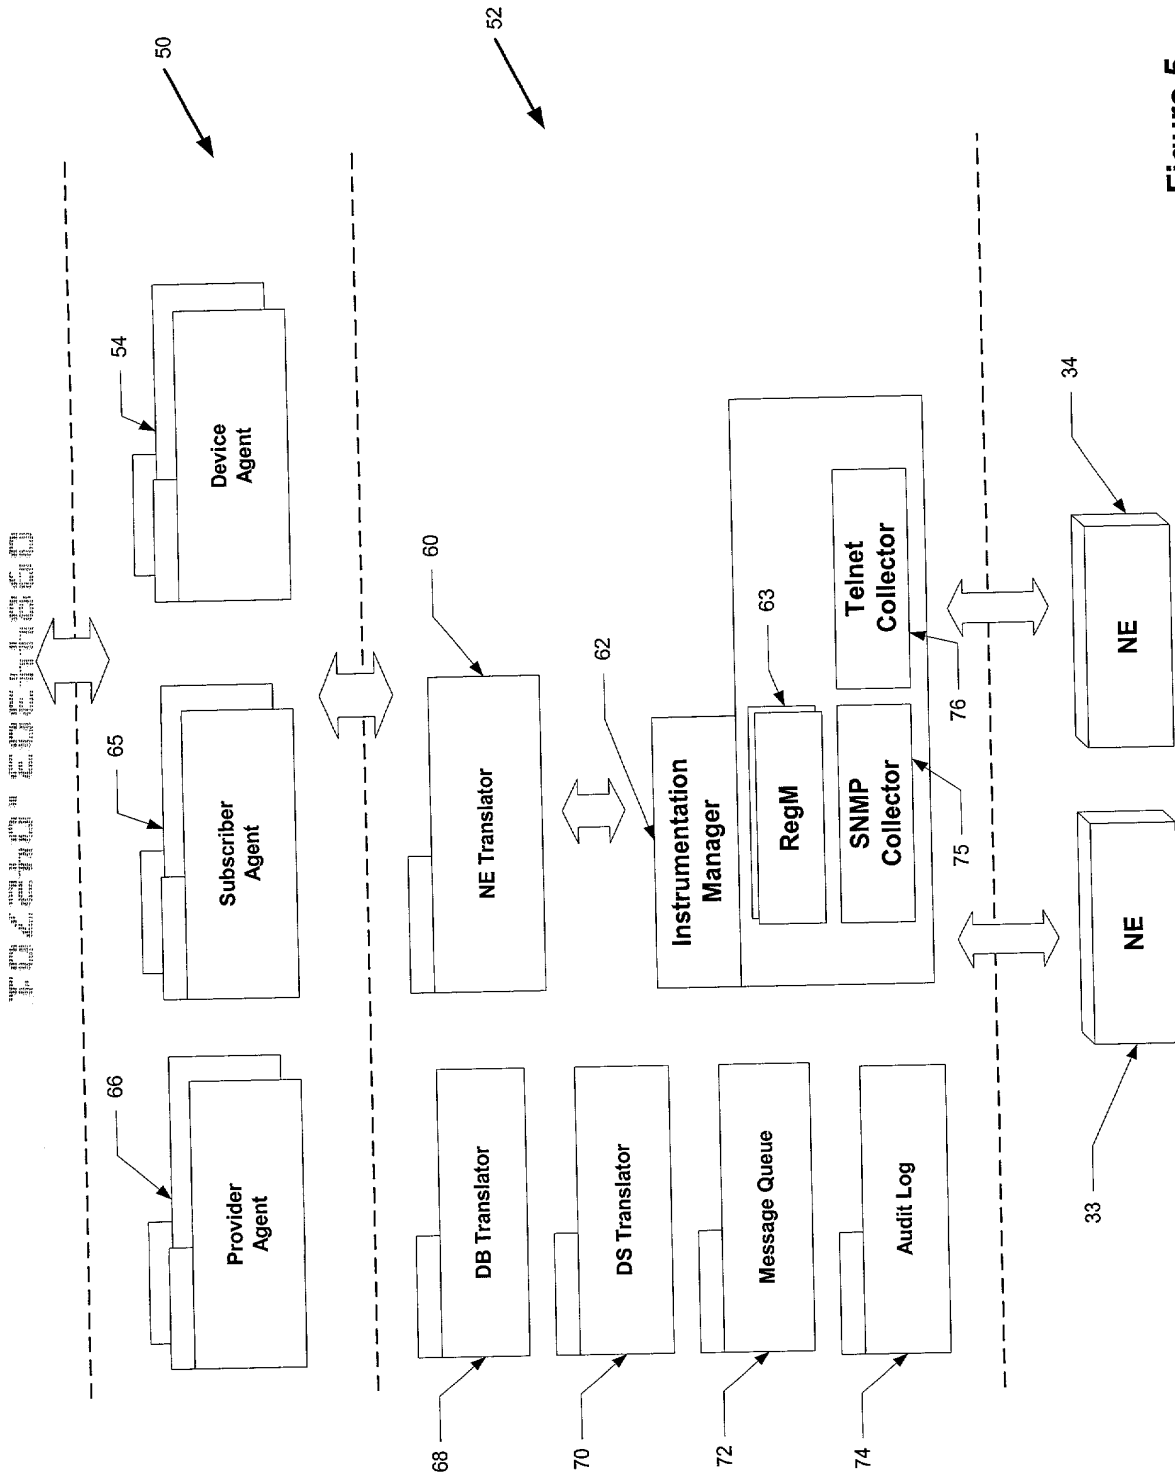 50
52
66
Provider
Agent
65
Subscriber
Agent
54
Device
Agent
68
DB Translator
70
DS Translator
72
Message Queue
74
Audit Log
60
NE Translator
62
Instrumentation
Manager
63
RegM
SNMP
Collector
75
Telnet
Collector
76
33
NE
34
NE
Figure 5